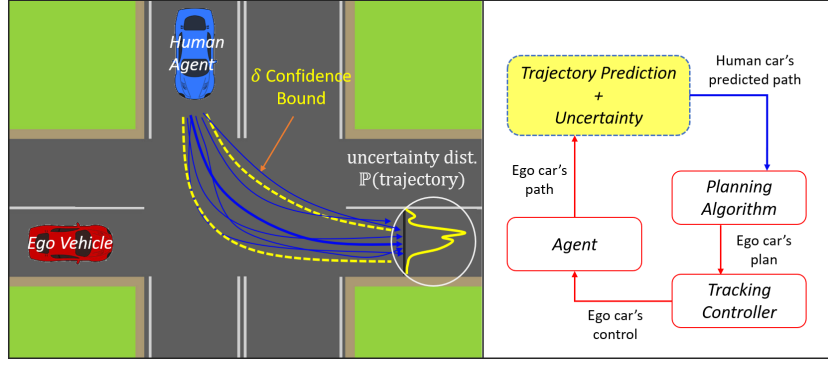 Human
Agent
δ Confidence
Bound
uncertainty dist.
ℙ(trajectory)
Ego Vehicle
Trajectory Prediction
+
Uncertainty
Human car's
predicted path
Ego car's
path
Planning
Algorithm
Agent
Ego car's
plan
Tracking
Controller
Ego car's
control